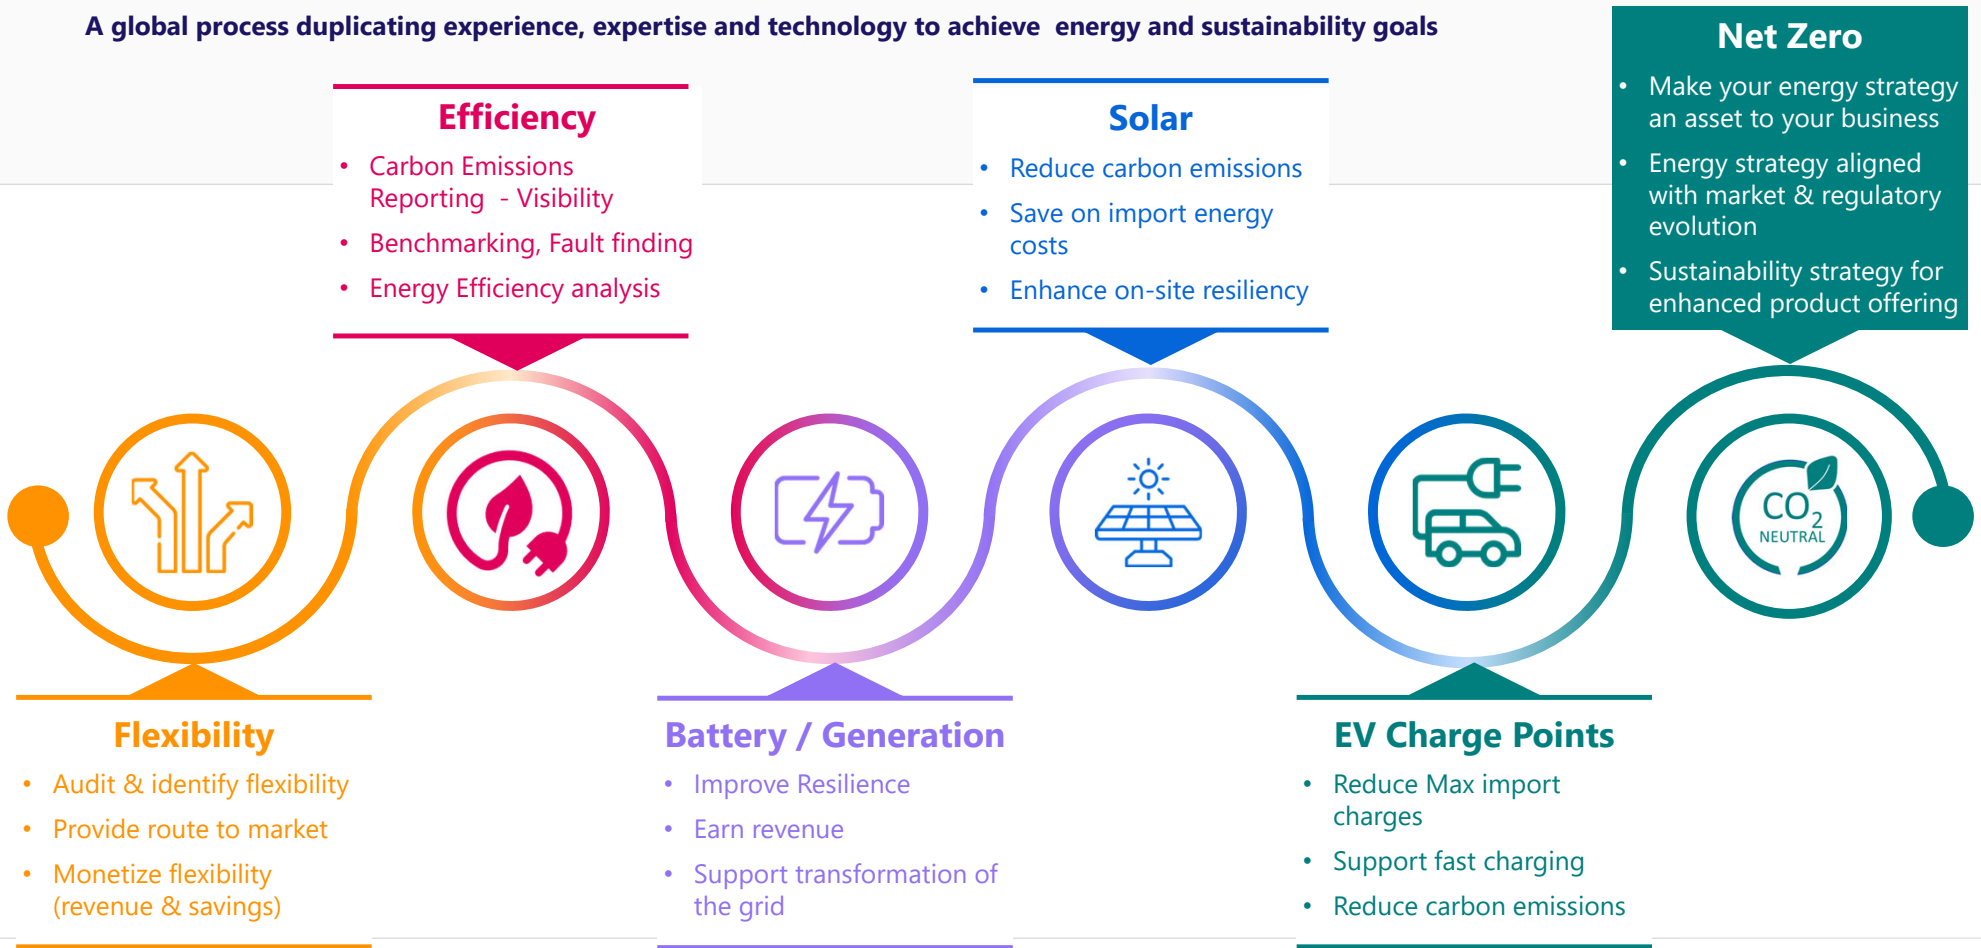 A global process duplicating experience, expertise and technology to achieve  energy and sustainability goals
Efficiency
• Carbon Emissions
Reporting  - Visibility
• Benchmarking, Fault finding
• Energy Efficiency analysis
Solar
• Reduce carbon emissions
• Save on import energy
costs
• Enhance on-site resiliency
Net Zero
• Make your energy strategy
an asset to your business
• Energy strategy aligned
with market & regulatory
evolution
• Sustainability strategy for
enhanced product offering
CO2
NEUTRAL
Flexibility
• Audit & identify flexibility
• Provide route to market
• Monetize flexibility
(revenue & savings)
Battery / Generation
• Improve Resilience
• Earn revenue
• Support transformation of
the grid
EV Charge Points
• Reduce Max import
charges
• Support fast charging
• Reduce carbon emissions